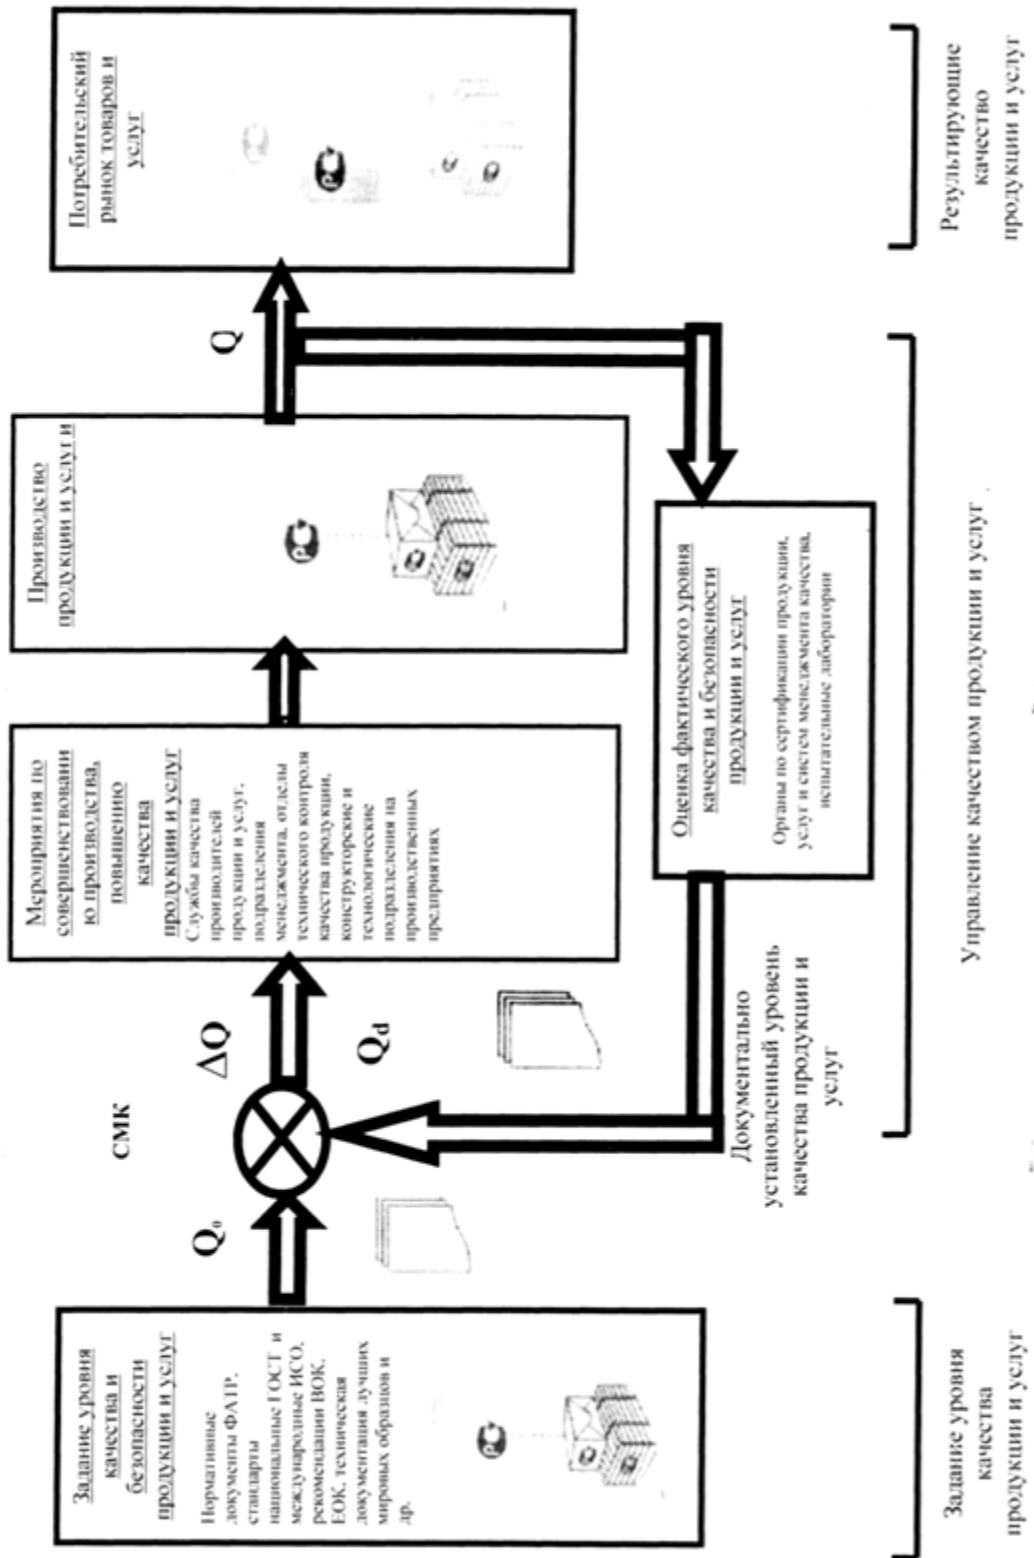 Задание уровня
качества и
безопасности
продукции и услуг
Нормативные
документы ФАТР,
стандарты
национальные ГОСТ и
международные ИСО,
рекомендации ВОК,
ЕОК, техническая
документация лучших
мировых образцов и
др.
Q₀
СМК
ΔQ
Qd
Мероприятия по
совершенствовани
ю производства,
повышению
качества
продукции и услуг
Службы качества
производителей
продукции и услуг,
подразделения
менеджмента, отделы
технического контроля
качества продукции,
конструкторские и
технологические
подразделения на
производственных
предприятиях
Производство
продукции и услуг и
Q
Потребительский
рынок товаров и
услуг
Оценка фактического уровня
качества и безопасности
продукции и услуг
Органы по сертификации продукции,
услуг и систем менеджмента качества,
испытательные лаборатории
Документально
установленный уровень
качества продукции и
услуг
Задание уровня
качества
продукции и услуг
Управление качеством продукции и услуг
Результирующие
качество
продукции и услуг